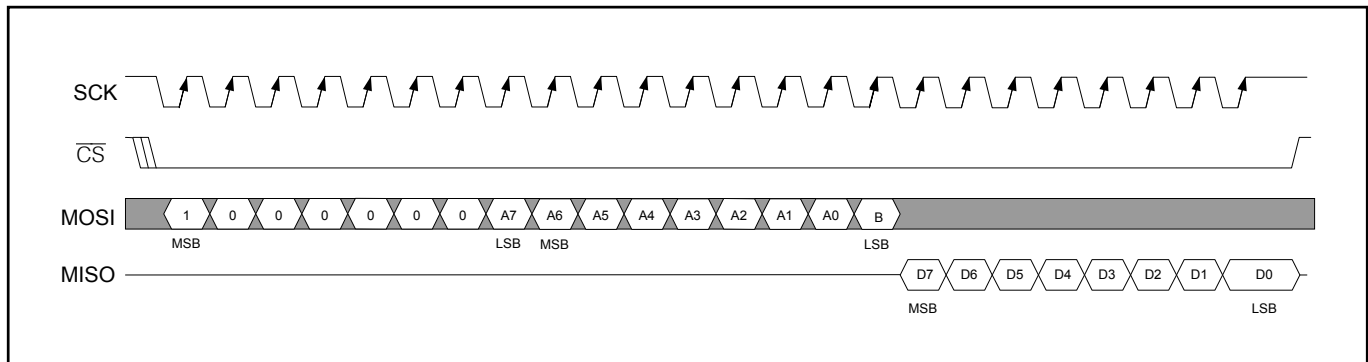 SCK
CS
MOSI 1 0 0 0 0 0 0 A7 A6 A5 A4 A3 A2 A1 A0 B
MSB LSB MSB LSB
MISO D7 D6 D5 D4 D3 D2 D1 D0
MSB LSB